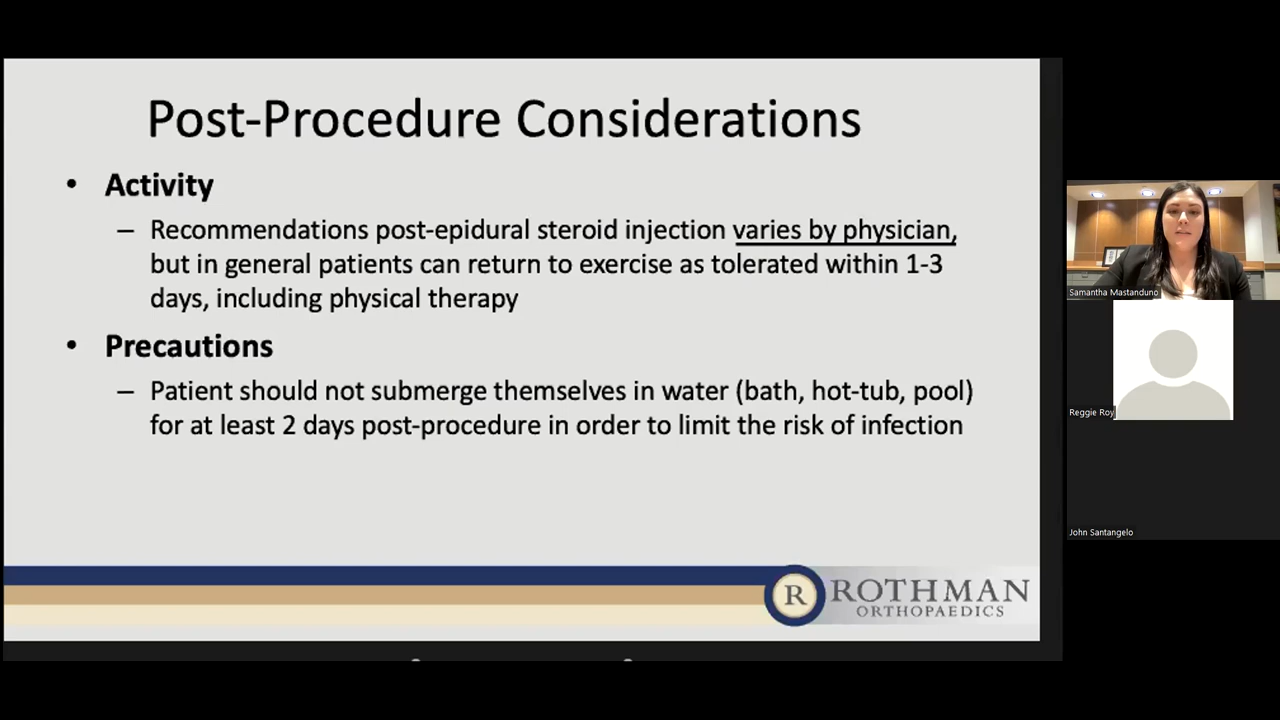 Post-Procedure Considerations
• Activity
– Recommendations post-epidural steroid injection varies by physician,
but in general patients can return to exercise as tolerated within 1-3
days, including physical therapy
• Precautions
– Patient should not submerge themselves in water (bath, hot-tub, pool)
for at least 2 days post-procedure in order to limit the risk of infection
R ROTHMAN
ORTHOPAEDICS
Samantha Mastanduno
Reggie Roy
John Santangelo